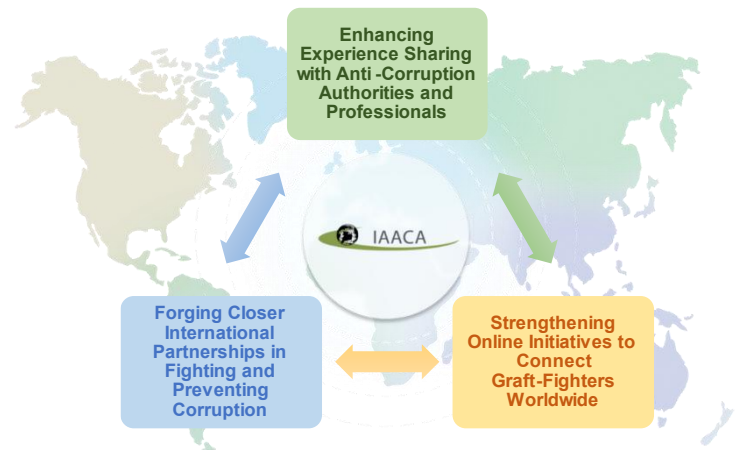 Enhancing
Experience Sharing
with Anti -Corruption
Authorities and
Professionals
IAACA
Forging Closer
International
Partnerships in
Fighting and
Preventing
Corruption
Strengthening
Online Initiatives to
Connect
Graft-Fighters
Worldwide